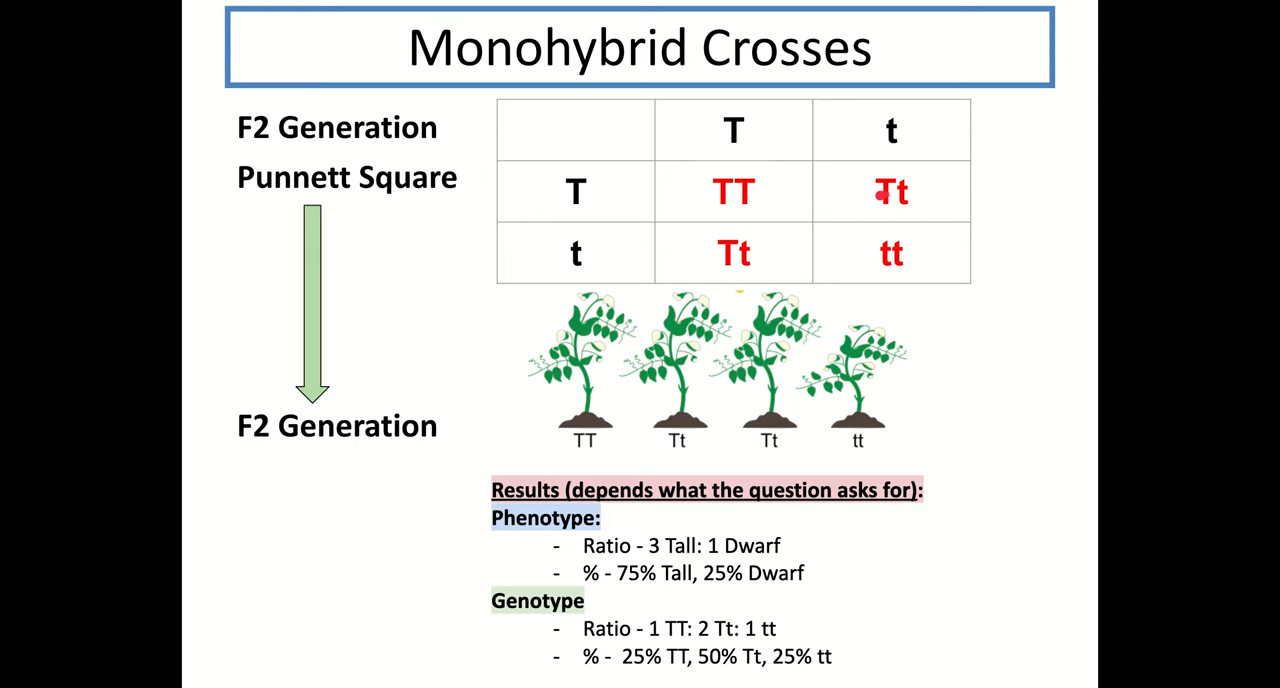 Monohybrid Crosses
F2 Generation
Punnett Square
T t
T TT Tt
t Tt tt
F2 Generation
TT Tt Tt tt
Results (depends what the question asks for):
Phenotype:
- Ratio - 3 Tall: 1 Dwarf
- % - 75% Tall, 25% Dwarf
Genotype
- Ratio - 1 TT: 2 Tt: 1 tt
- % - 25% TT, 50% Tt, 25% tt